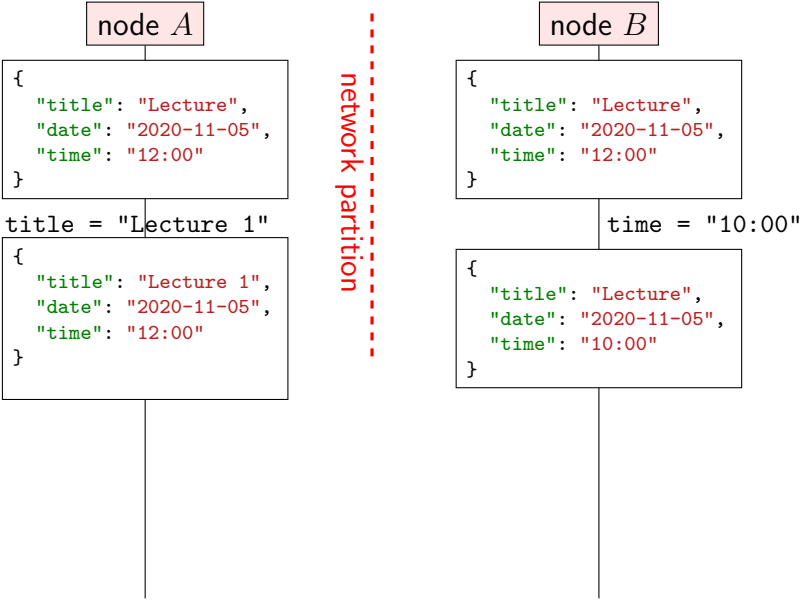 node A
{
"title": "Lecture",
"date": "2020-11-05",
"time": "12:00"
}
title = "Lecture 1"
{
"title": "Lecture 1",
"date": "2020-11-05",
"time": "12:00"
}
network partition
node B
{
"title": "Lecture",
"date": "2020-11-05",
"time": "12:00"
}
time = "10:00"
{
"title": "Lecture",
"date": "2020-11-05",
"time": "10:00"
}